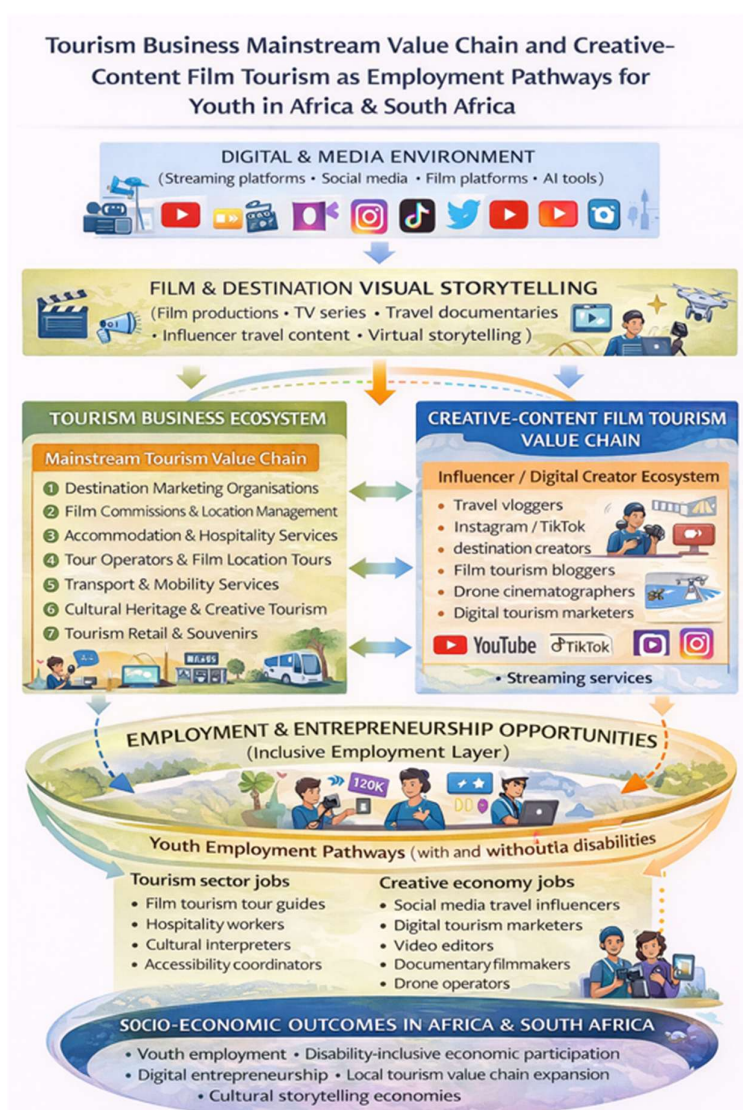 Tourism Business Mainstream Value Chain and Creative-
Content Film Tourism as Employment Pathways for
Youth in Africa & South Africa
DIGITAL & MEDIA ENVIRONMENT
(Streaming platforms • Social media • Film platforms • AI tools)
FILM & DESTINATION VISUAL STORYTELLING
(Film productions • TV series • Travel documentaries
• Influencer travel content • Virtual storytelling )
TOURISM BUSINESS ECOSYSTEM
Mainstream Tourism Value Chain
1 Destination Marketing Organisations
2 Film Commissions & Location Management
3 Accommodation & Hospitality Services
4 Tour Operators & Film Location Tours
5 Transport & Mobility Services
6 Cultural Heritage & Creative Tourism
7 Tourism Retail & Souvenirs
CREATIVE-CONTENT FILM TOURISM
VALUE CHAIN
Influencer / Digital Creator Ecosystem
• Travel vloggers
• Instagram / TikTok
• destination creators
• Film tourism bloggers
• Drone cinematographers
• Digital tourism marketers
YouTube
TikTok
• Streaming services
EMPLOYMENT & ENTREPRENEURSHIP OPPORTUNITIES
(Inclusive Employment Layer)
120K
Youth Employment Pathways (with and withoutla disabilities
Tourism sector jobs
• Film tourism tour guides
• Hospitality workers
• Cultural interpreters
• Accessibility coordinators
Creative economy jobs
• Social media travel influencers
• Digital tourism marketers
• Video editors
• Documentary filmmakers
• Drone operators
SOCIO-ECONOMIC OUTCOMES IN AFRICA & SOUTH AFRICA
• Vouth employment • Disability-inclusive economic participation
• Digital entrepreneurship • Local tourism value chain expansion
• Cultural storytelling economies